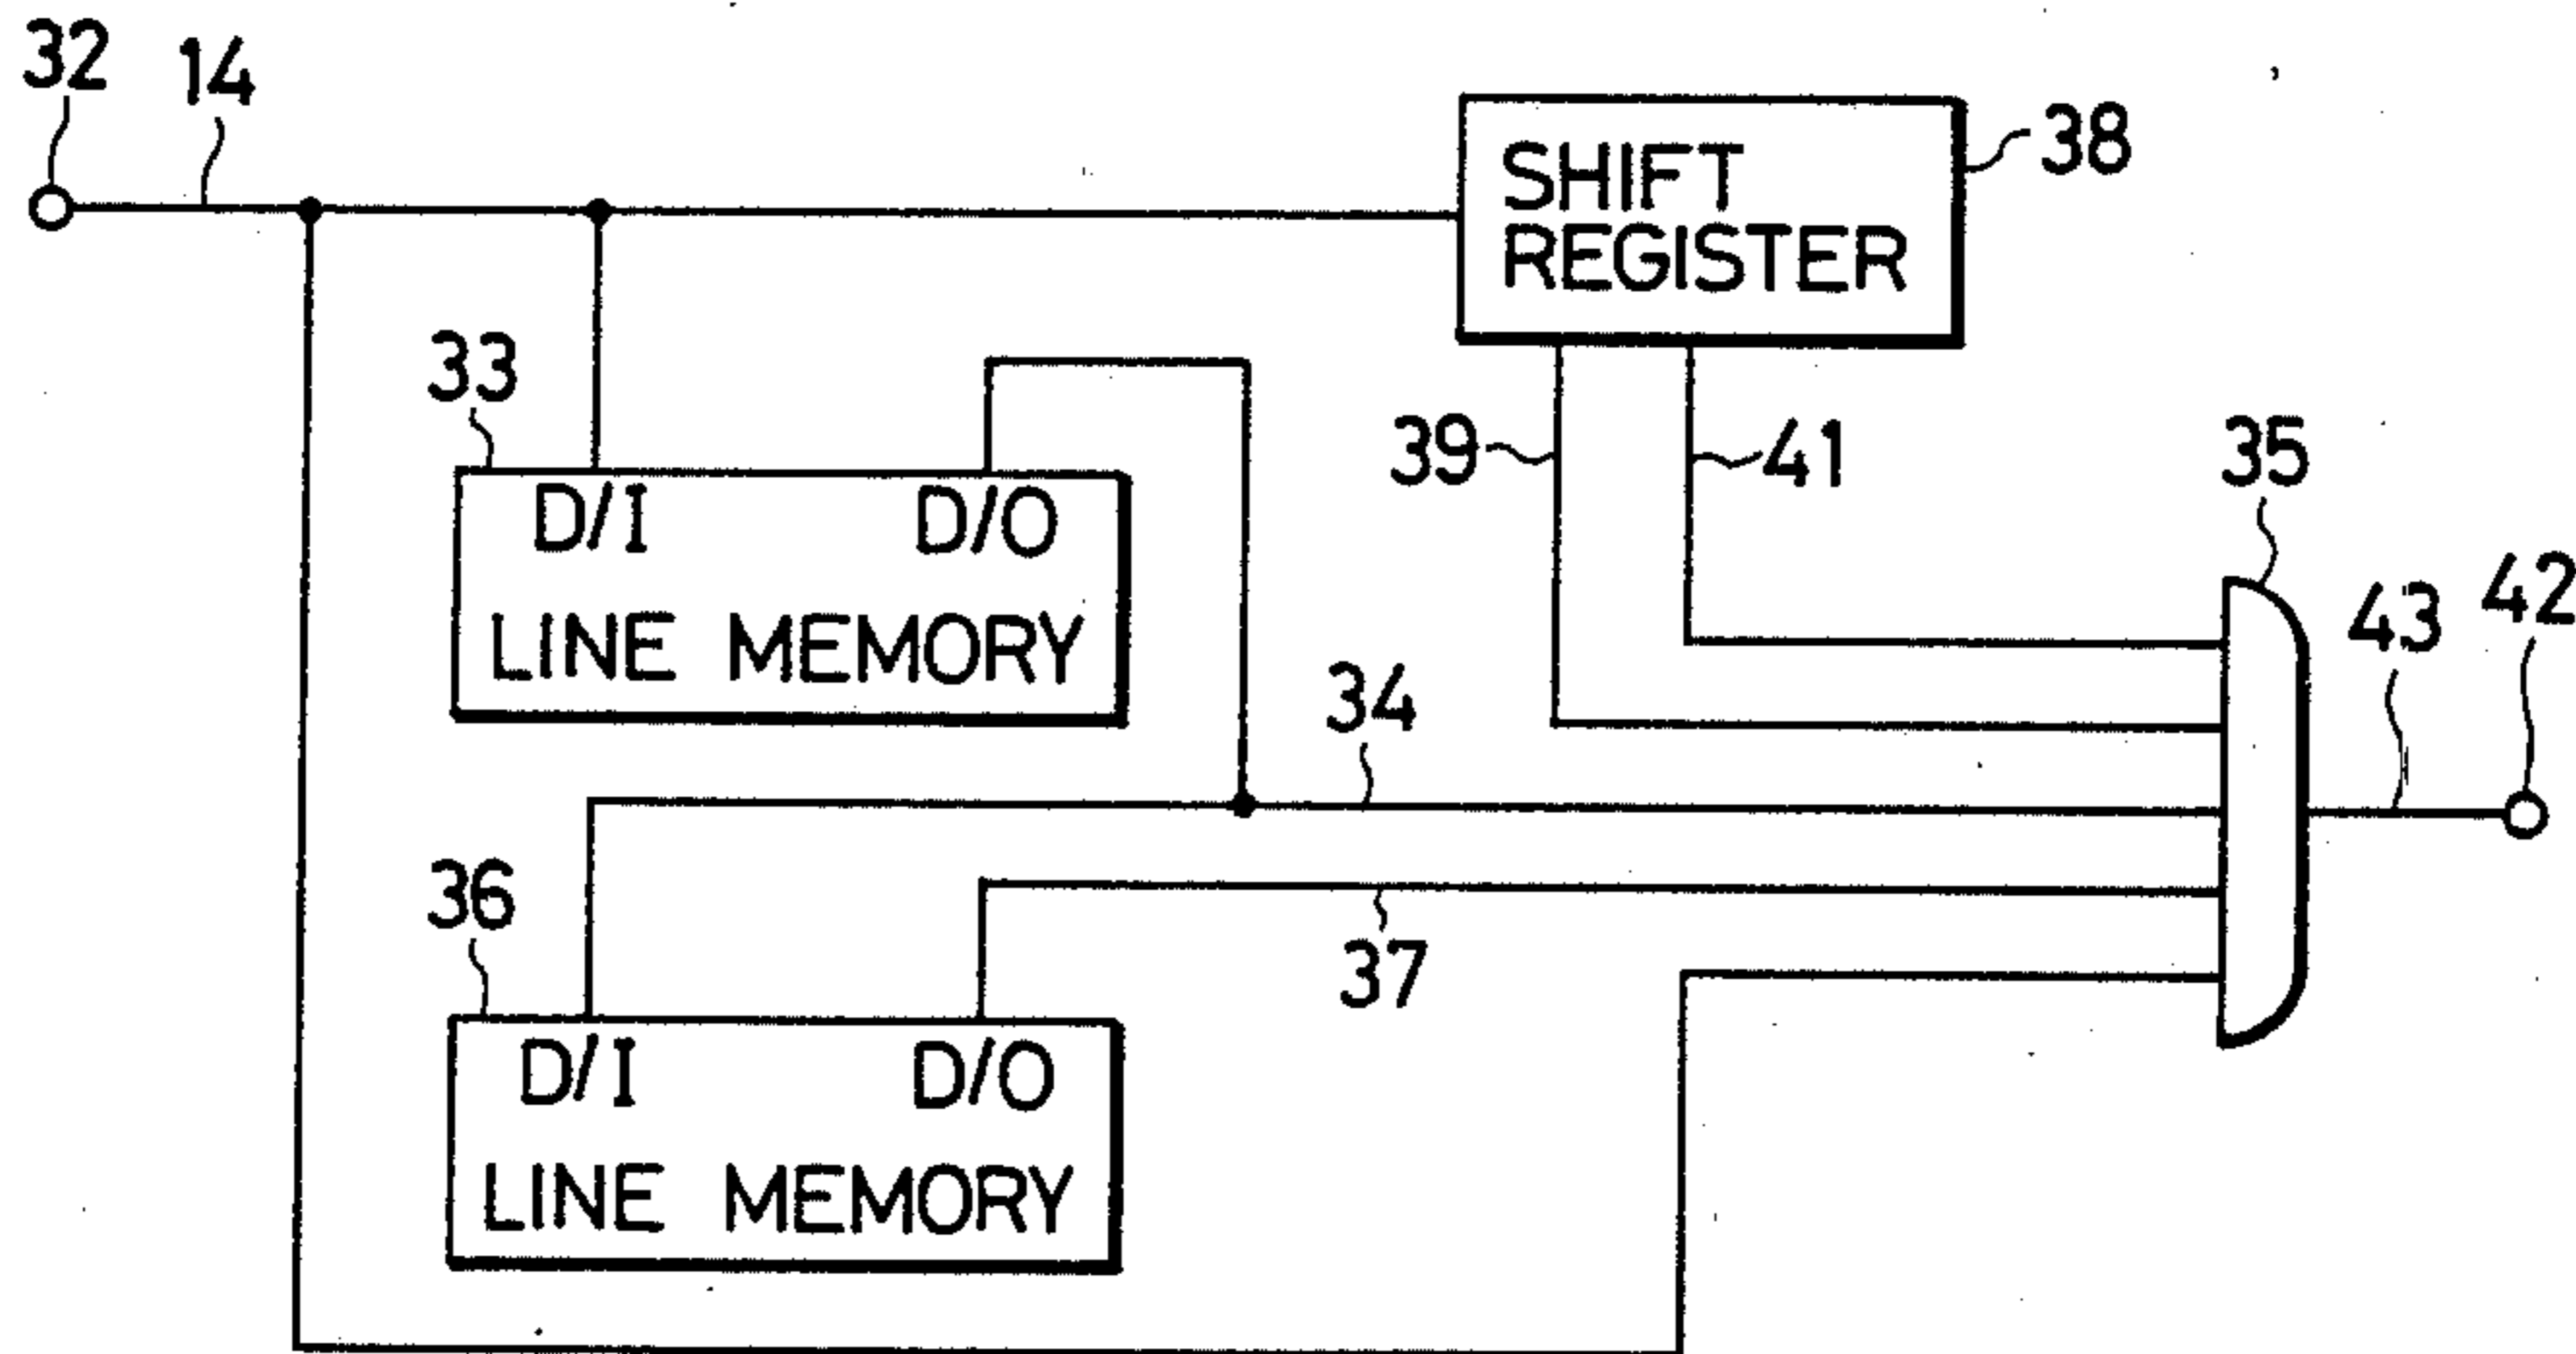 32
14
SHIFT
REGISTER
38
33
39
41
35
D/I D/O
LINE MEMORY
34
43
42
36
37
D/I D/O
LINE MEMORY